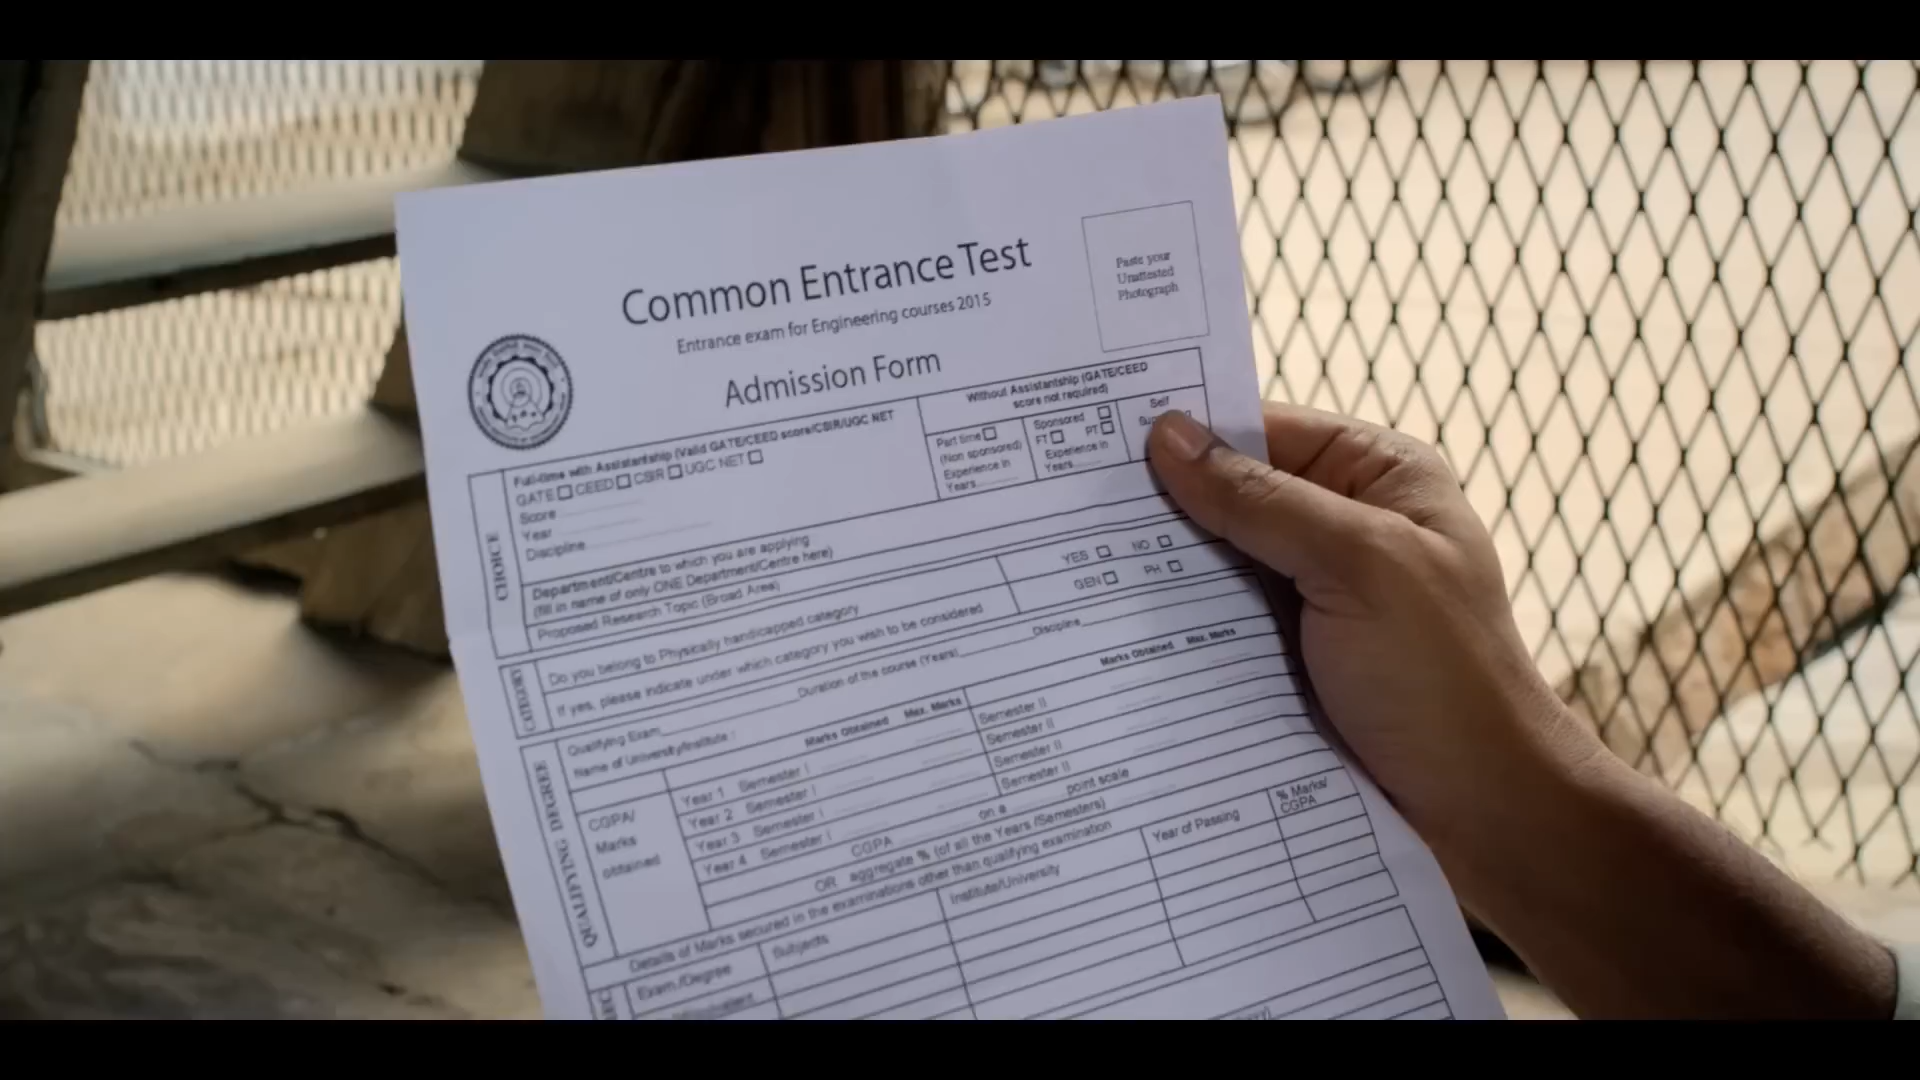 Common Entrance Test
Entrance exam for Engineering courses 2015
Admission Form
Paste your
Unattested
Photograph
CHOICE
Full-time with Assistantship (Valid GATE/CEED score/CSIR/UGC NET
GATE CEED CSIR UGC NET
Score
Year
Discipline
Without Assistantship (GATE/CEED
score not required)
Part time
(Non sponsored)
Experience in
Years
Sponsored
FT PT
Experience in
Years
Self
Department/Centre to which you are applying
(fill in name of only ONE Department/Centre here)
Proposed Research Topic (Broad Area)
CATEGORY
Do you belong to Physically handicapped category
YES NO
If yes, please indicate under which category you wish to be considered
GEN PH
QUALIFYING DEGREE
Qualifying Exam Duration of the course (Years) Discipline
Name of University/Institute :
CGPA/
Marks
obtained
Marks Obtained Max. Marks Marks Obtained Max. Marks
Year 1 Semester I Semester II
Year 2 Semester I Semester II
Year 3 Semester I Semester II
Year 4 Semester I Semester II
CGPA on a point scale
OR aggregate % (of all the Years /Semesters)
Details of Marks secured in the examinations other than qualifying examination
Exam./Degree
Subjects
Institute/University
Year of Passing
% Marks/
CGPA